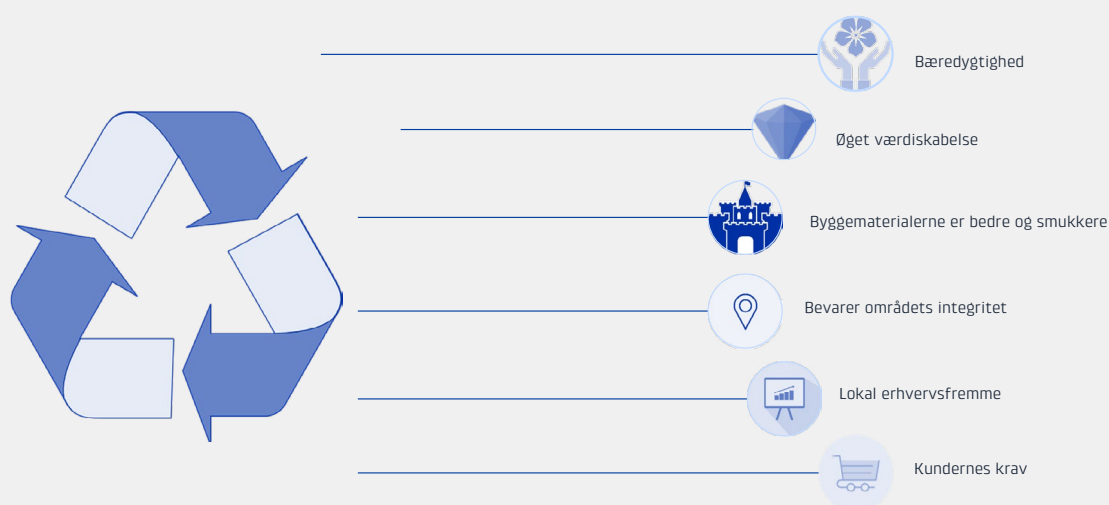 Bæredygtighed
Øget værdiskabelse
Byggematerialerne er bedre og smukkere
Bevarer områdets integritet
Lokal erhvervsfremme
Kundernes krav